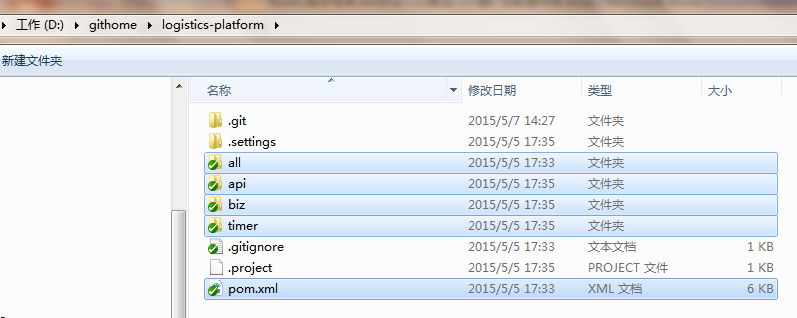 工作 (D:) githome logistics-platform
新建文件夹
名称 修改日期 类型 大小
.git 2015/5/7 14:27 文件夹
.settings 2015/5/5 17:35 文件夹
all 2015/5/5 17:33 文件夹
api 2015/5/5 17:35 文件夹
biz 2015/5/5 17:35 文件夹
timer 2015/5/5 17:35 文件夹
.gitignore 2015/5/5 17:33 文本文档 1 KB
.project 2015/5/5 17:35 PROJECT 文件 1 KB
pom.xml 2015/5/5 17:33 XML 文档 6 KB